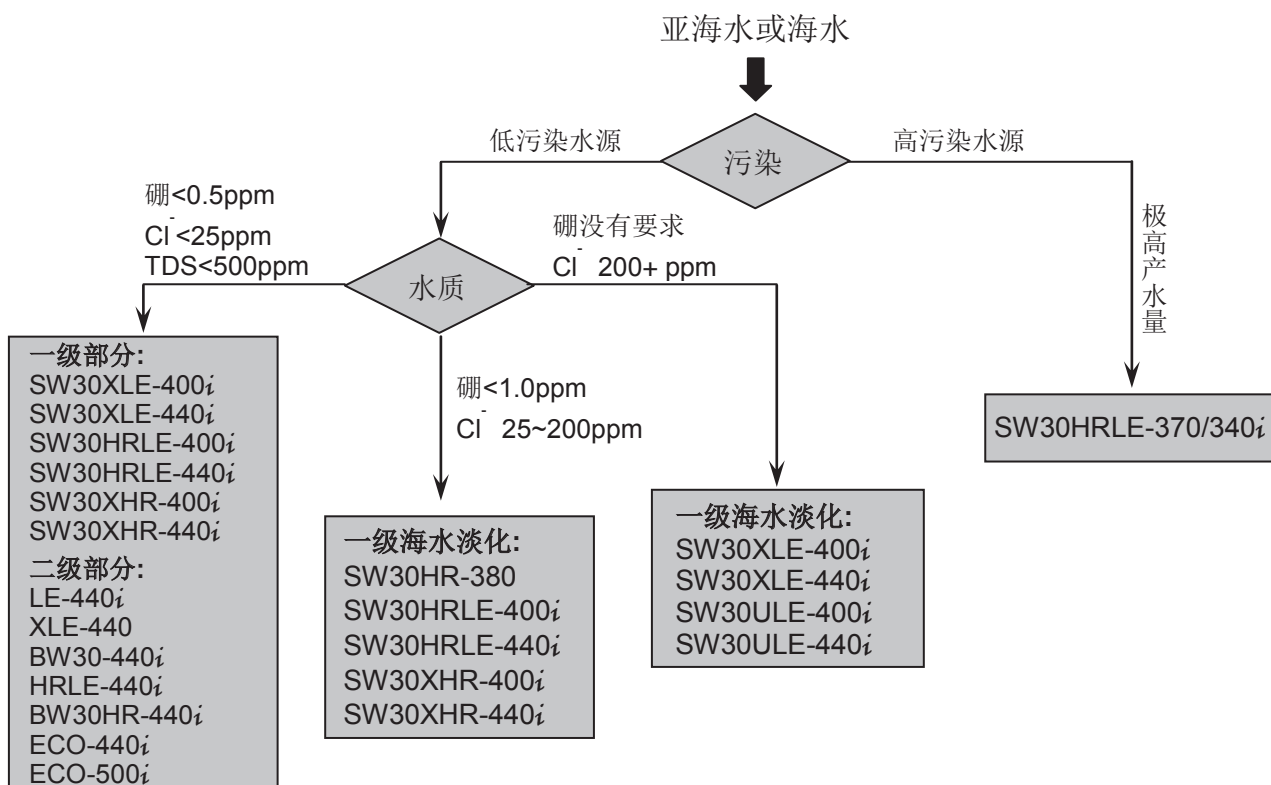 亚海水或海水
低污染水源
污染
高污染水源
硼<0.5ppm
Cl⁻<25ppm
TDS<500ppm
水质
硼没有要求
Cl⁻ 200+ ppm
极高产水量
一级部分:
SW30XLE-400i
SW30XLE-440i
SW30HRLE-400i
SW30HRLE-440i
SW30XHR-400i
SW30XHR-440i
二级部分:
LE-440i
XLE-440
BW30-440i
HRLE-440i
BW30HR-440i
ECO-440i
ECO-500i
硼<1.0ppm
Cl⁻ 25~200ppm
一级海水淡化:
SW30HR-380
SW30HRLE-400i
SW30HRLE-440i
SW30XHR-400i
SW30XHR-440i
一级海水淡化:
SW30XLE-400i
SW30XLE-440i
SW30ULE-400i
SW30ULE-440i
SW30HRLE-370/340i